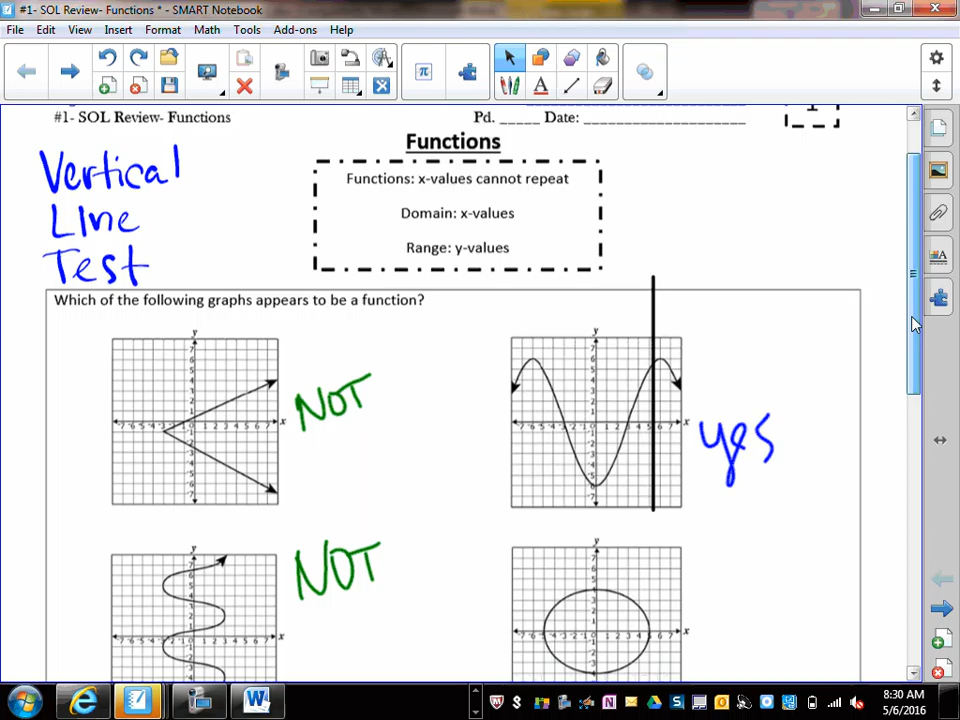 #1- SOL Review- Functions * - SMART Notebook
File Edit View Insert Format Math Tools Add-ons Help
#1- SOL Review- Functions Pd. _____ Date: ____________________
Functions
Vertical
LIne
Test
Functions: x-values cannot repeat
Domain: x-values
Range: y-values
Which of the following graphs appears to be a function?
y
x
NOT
y
x
yes
y
x
NOT
y
x
8:30 AM
5/6/2016